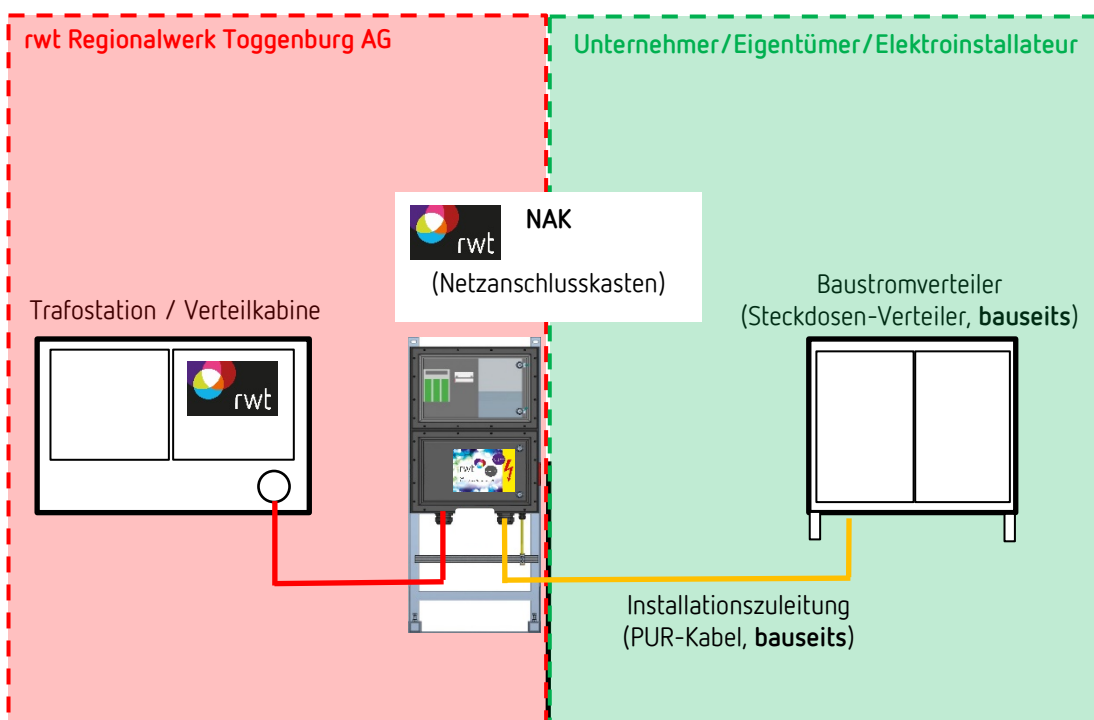 rwt Regionalwerk Toggenburg AG
Unternehmer/Eigentümer/Elektroinstallateur
rwt
NAK
(Netzanschlusskasten)
Trafostation / Verteilkabine
rwt
Baustromverteiler
(Steckdosen-Verteiler, bauseits)
rwt
Installationszuleitung
(PUR-Kabel, bauseits)